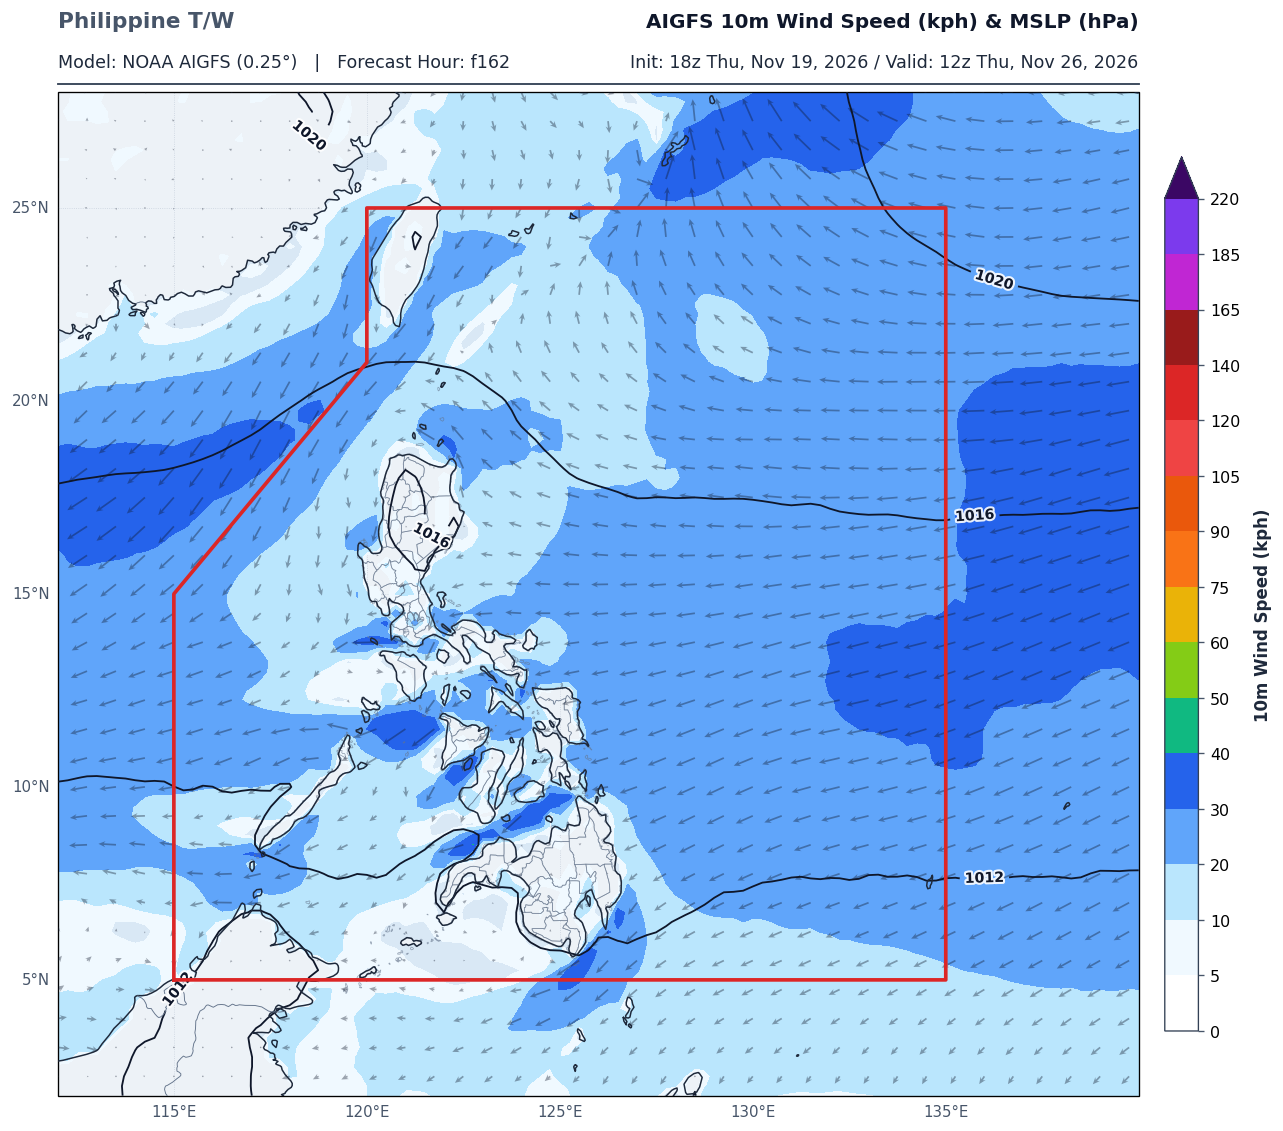 Philippine T/W
AIGFS 10m Wind Speed (kph) & MSLP (hPa)
Model: NOAA AIGFS (0.25°) | Forecast Hour: f162
Init: 18z Thu, Nov 19, 2026 / Valid: 12z Thu, Nov 26, 2026
1020
25°N
1020
220
185
165
140
20°N
120
105
1016
1016
90
15°N
75
60
50
40
10°N
30
20
1012
10
5°N
1012
5
0
10m Wind Speed (kph)
115°E
120°E
125°E
130°E
135°E